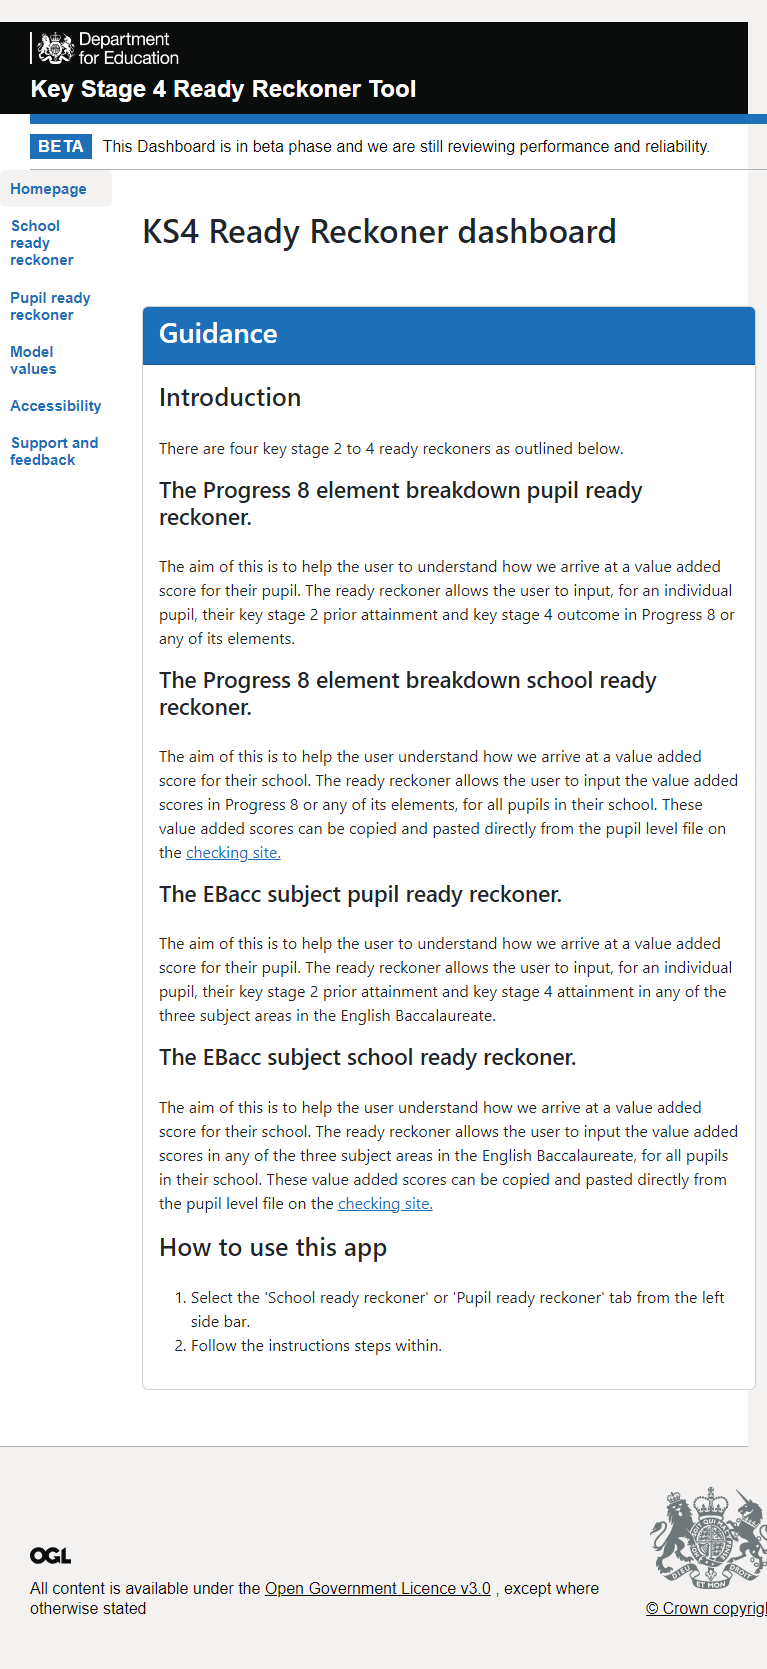 Department
for Education
Key Stage 4 Ready Reckoner Tool
BETA This Dashboard is in beta phase and we are still reviewing performance and reliability.
Homepage
School
ready
reckoner
Pupil ready
reckoner
Model
values
Accessibility
Support and
feedback
KS4 Ready Reckoner dashboard
Guidance
Introduction
There are four key stage 2 to 4 ready reckoners as outlined below.
The Progress 8 element breakdown pupil ready
reckoner.
The aim of this is to help the user to understand how we arrive at a value added
score for their pupil. The ready reckoner allows the user to input, for an individual
pupil, their key stage 2 prior attainment and key stage 4 outcome in Progress 8 or
any of its elements.
The Progress 8 element breakdown school ready
reckoner.
The aim of this is to help the user understand how we arrive at a value added
score for their school. The ready reckoner allows the user to input the value added
scores in Progress 8 or any of its elements, for all pupils in their school. These
value added scores can be copied and pasted directly from the pupil level file on
the checking site.
The EBacc subject pupil ready reckoner.
The aim of this is to help the user to understand how we arrive at a value added
score for their pupil. The ready reckoner allows the user to input, for an individual
pupil, their key stage 2 prior attainment and key stage 4 attainment in any of the
three subject areas in the English Baccalaureate.
The EBacc subject school ready reckoner.
The aim of this is to help the user understand how we arrive at a value added
score for their school. The ready reckoner allows the user to input the value added
scores in any of the three subject areas in the English Baccalaureate, for all pupils
in their school. These value added scores can be copied and pasted directly from
the pupil level file on the checking site.
How to use this app
1. Select the 'School ready reckoner' or 'Pupil ready reckoner' tab from the left
side bar.
2. Follow the instructions steps within.
OGL
All content is available under the Open Government Licence v3.0 , except where
otherwise stated
DIEU ET MON DROIT
© Crown copyrig